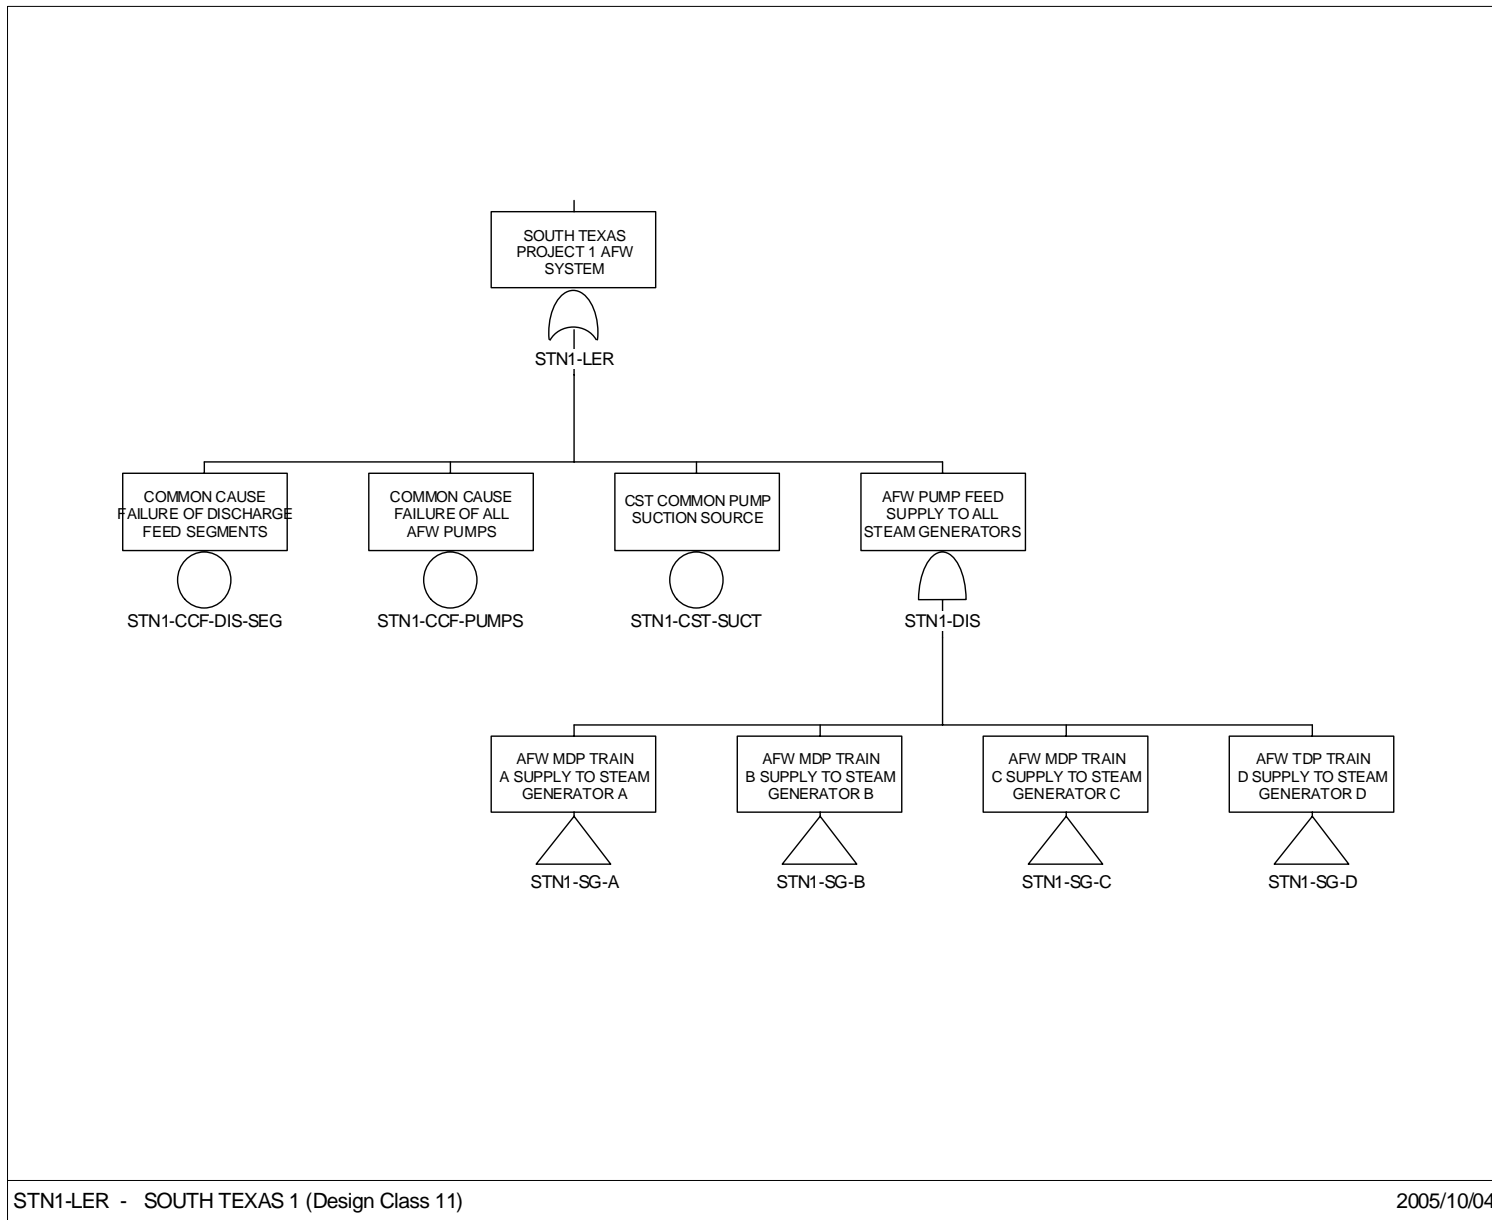 SOUTH TEXAS
PROJECT 1 AFW
SYSTEM
STN1-LER
COMMON CAUSE
FAILURE OF DISCHARGE
FEED SEGMENTS
STN1-CCF-DIS-SEG
COMMON CAUSE
FAILURE OF ALL
AFW PUMPS
STN1-CCF-PUMPS
CST COMMON PUMP
SUCTION SOURCE
STN1-CST-SUCT
AFW PUMP FEED
SUPPLY TO ALL
STEAM GENERATORS
STN1-DIS
AFW MDP TRAIN
A SUPPLY TO STEAM
GENERATOR A
STN1-SG-A
AFW MDP TRAIN
B SUPPLY TO STEAM
GENERATOR B
STN1-SG-B
AFW MDP TRAIN
C SUPPLY TO STEAM
GENERATOR C
STN1-SG-C
AFW TDP TRAIN
D SUPPLY TO STEAM
GENERATOR D
STN1-SG-D
STN1-LER - SOUTH TEXAS 1 (Design Class 11)
2005/10/04